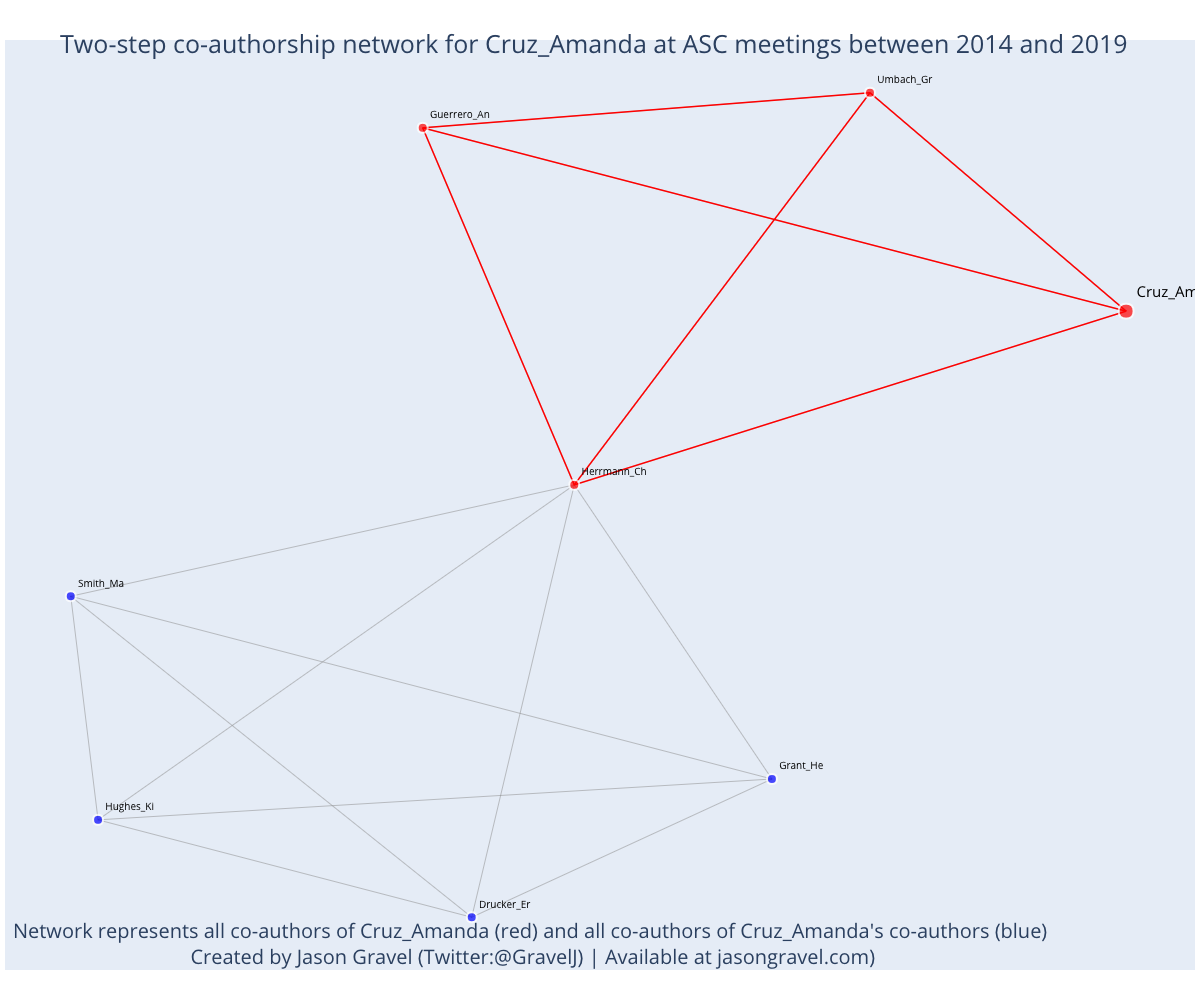 Two-step co-authorship network for Cruz_Amanda at ASC meetings between 2014 and 2019
Umbach_Gr
Guerrero_An
Cruz_Am
Herrmann_Ch
Smith_Ma
Grant_He
Hughes_Ki
Drucker_Er
Network represents all co-authors of Cruz_Amanda (red) and all co-authors of Cruz_Amanda's co-authors (blue)
Created by Jason Gravel (Twitter:@GravelJ) | Available at jasongravel.com)